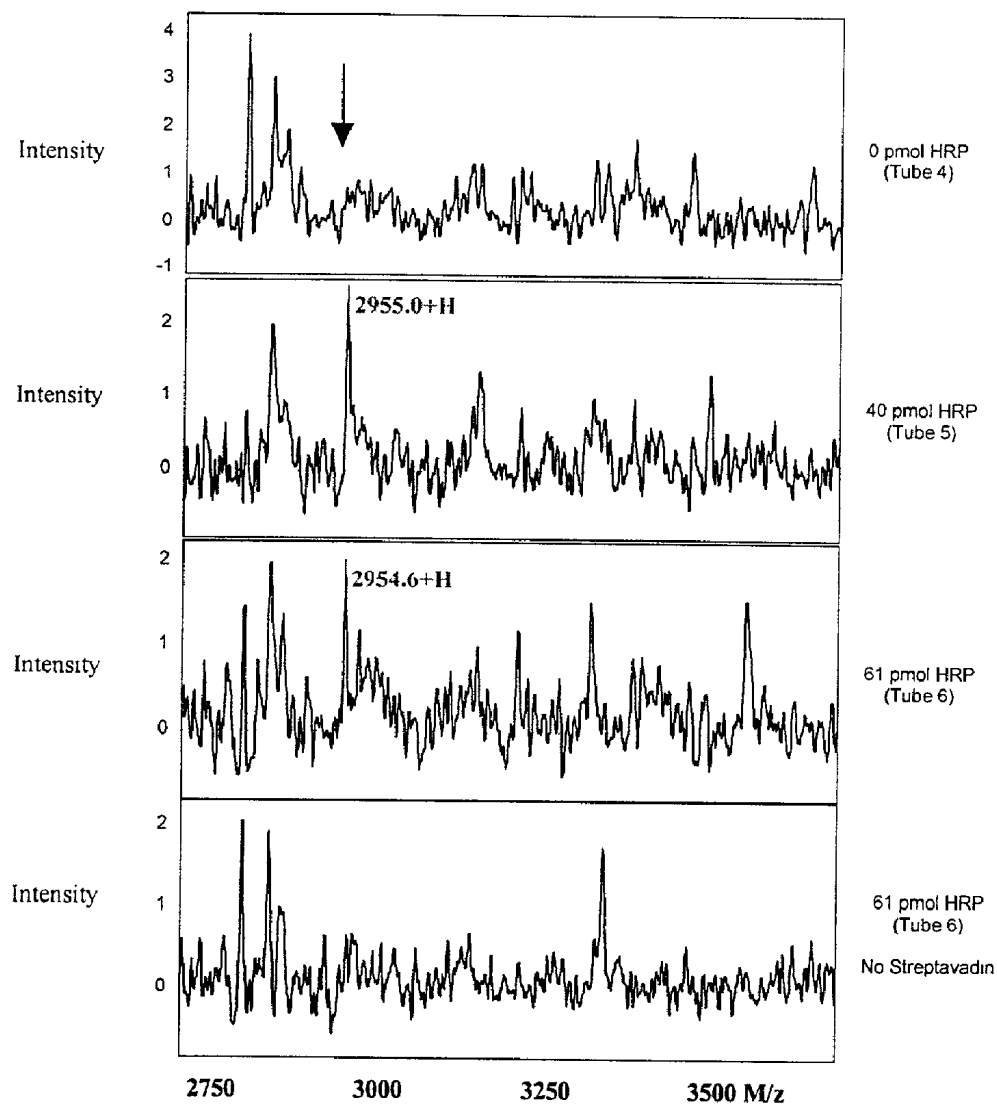 4
3
2
1
0
-1
Intensity
0 pmol HRP
(Tube 4)
2955.0+H
2
1
0
Intensity
40 pmol HRP
(Tube 5)
2954.6+H
2
1
0
Intensity
61 pmol HRP
(Tube 6)
2
1
0
Intensity
61 pmol HRP
(Tube 6)
No Streptavadin
2750 3000 3250 3500 M/z